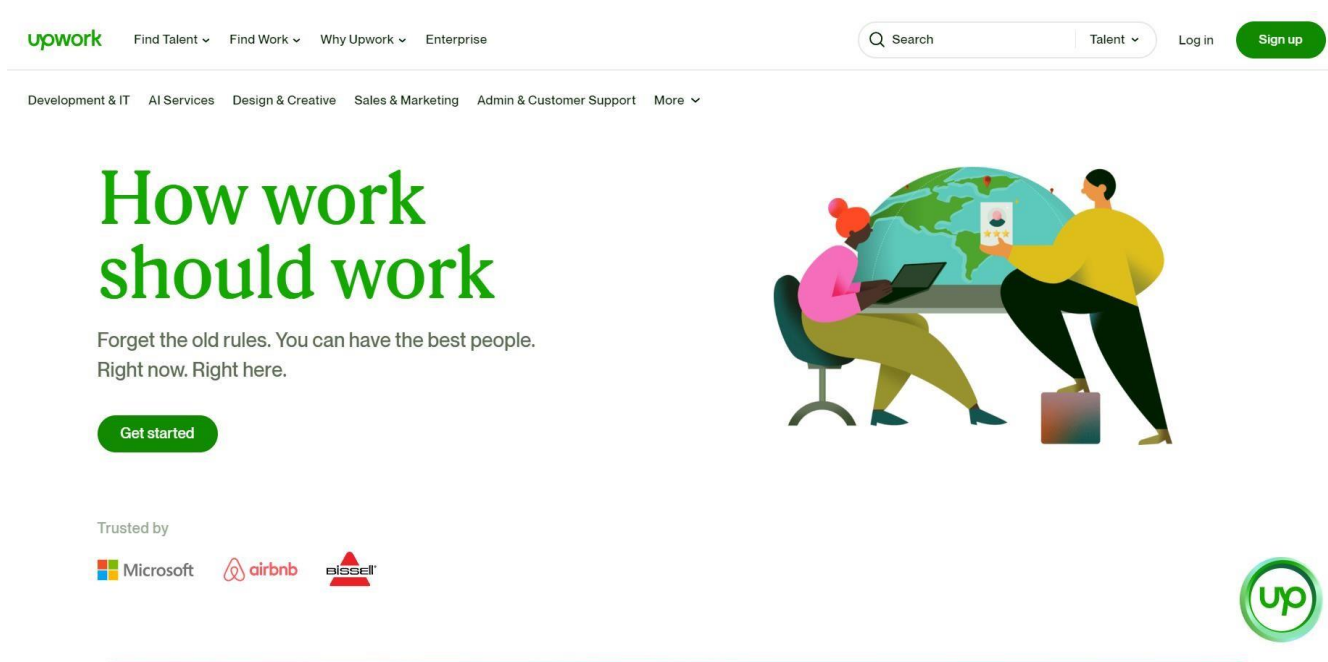 upwork
Find Talent
Find Work
Why Upwork
Enterprise
Search
Talent
Log in
Sign up
Development & IT
AI Services
Design & Creative
Sales & Marketing
Admin & Customer Support
More
How work
should work
Forget the old rules. You can have the best people.
Right now. Right here.
Get started
Trusted by
Microsoft
airbnb
BISSELL
up